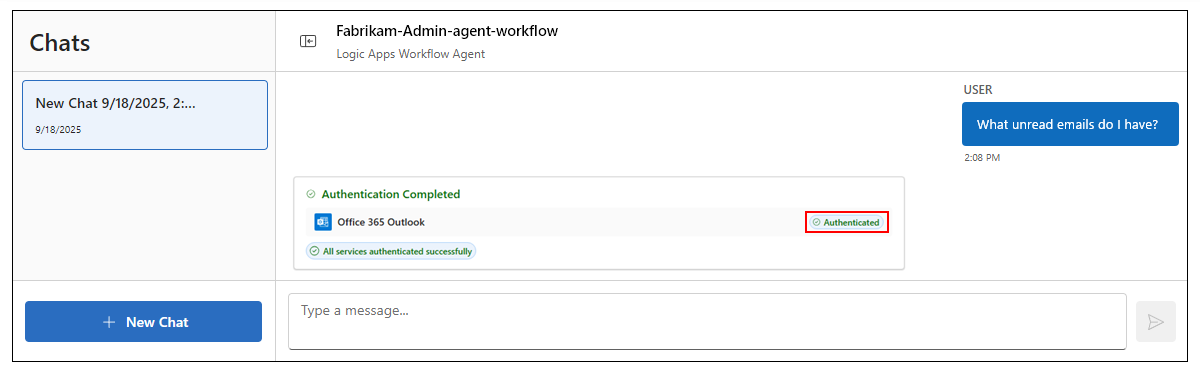 Chats
New Chat 9/18/2025, 2:...
9/18/2025
New Chat
Fabrikam-Admin-agent-workflow
Logic Apps Workflow Agent
USER
What unread emails do I have?
2:08 PM
Authentication Completed
Office 365 Outlook
Authenticated
All services authenticated successfully
Type a message...